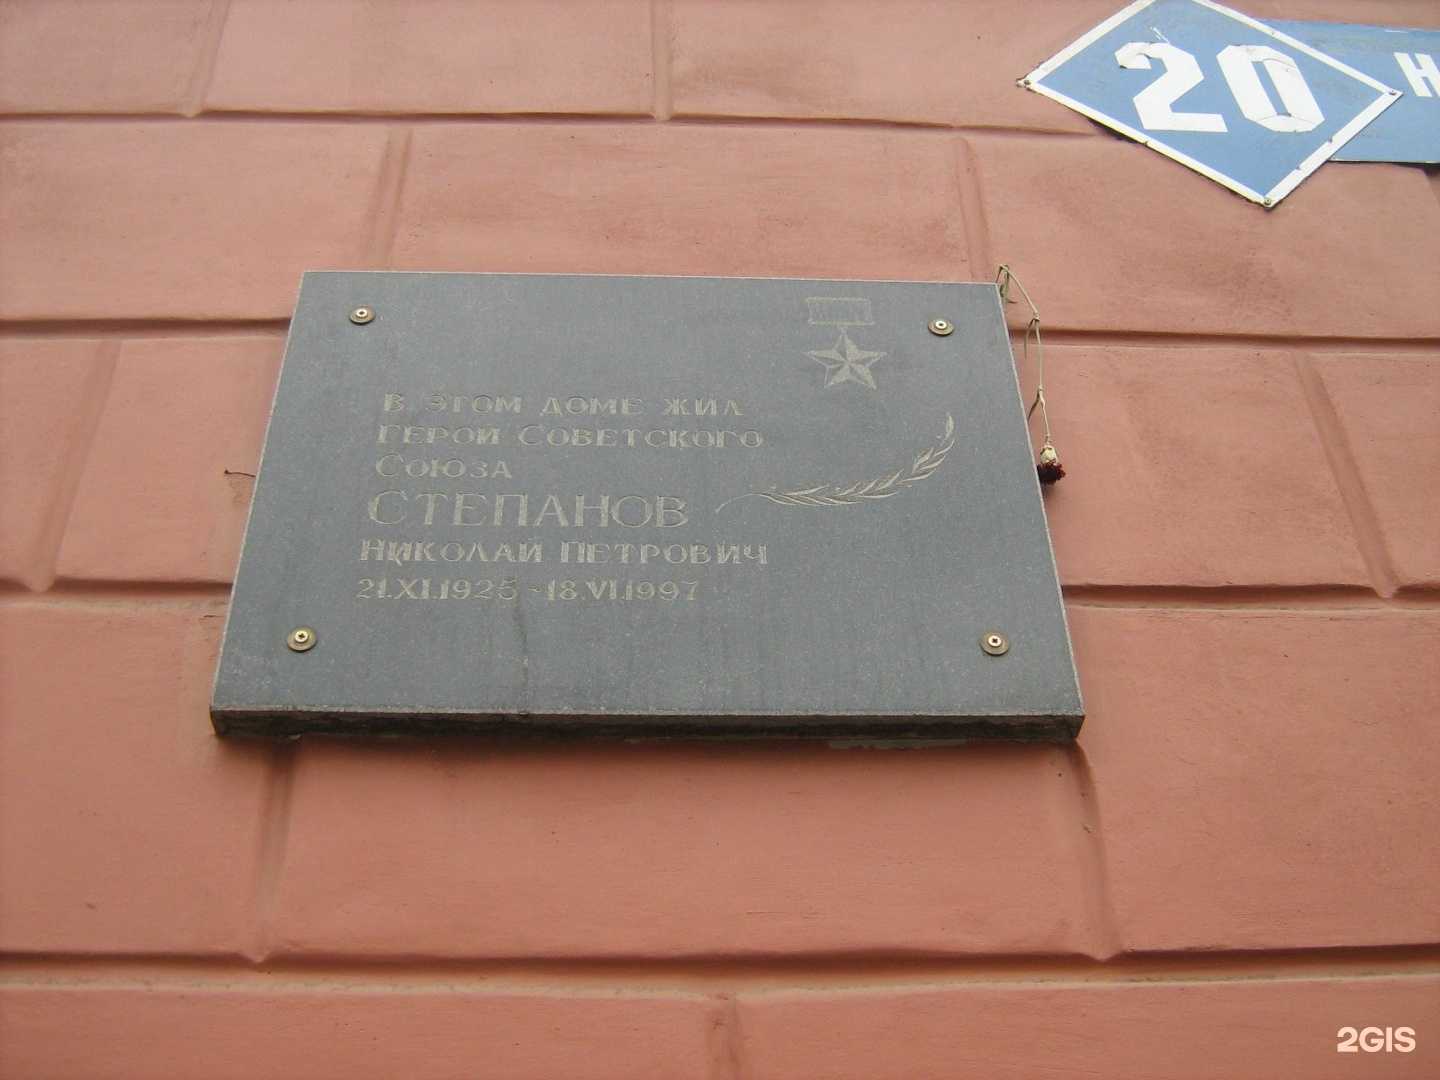 20
Н
В ЭТОМ ДОМЕ ЖИЛ
ГЕРОЙ СОВЕТСКОГО
СОЮЗА
СТЕПАНОВ
НИКОЛАЙ ПЕТРОВИЧ
21.XI.1925 - 18.VI.1997
2GIS